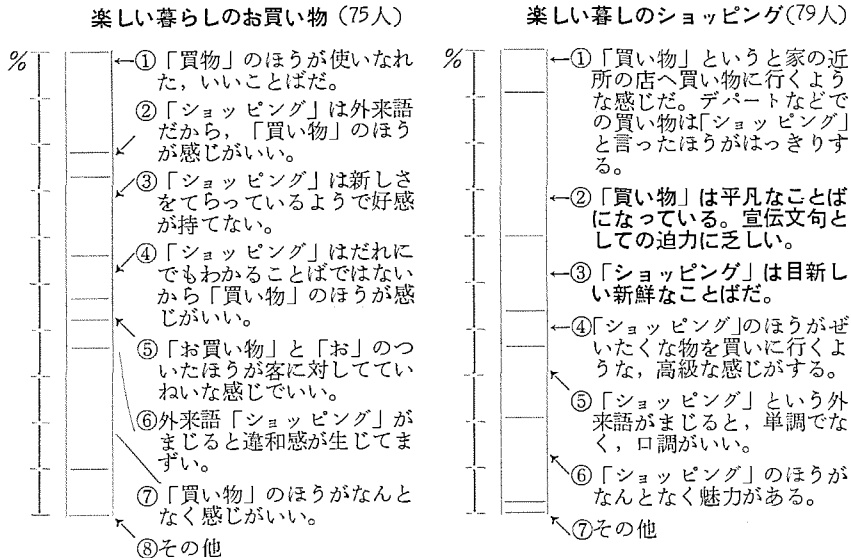 楽しい暮らしのお買い物（75人）
%
①「買物」のほうが使いなれ
た，いいことばだ。
②「ショッピング」は外来語
だから，「買い物」のほう
が感じがいい。
③「ショッピング」は新しさ
をてらっているようで好感
が持てない。
④「ショッピング」はだれに
でもわかることばではない
から「買い物」のほうが感
じがいい。
⑤「お買い物」と「お」のつ
いたほうが客に対しててい
ねいな感じでいい。
⑥外来語「ショッピング」が
まじると違和感が生じてま
ずい。
⑦「買い物」のほうがなんと
なく感じがいい。
⑧その他
楽しい暮しのショッピング(79人)
%
①「買い物」というと家の近
所の店へ買い物に行くよう
な感じだ。デパートなどで
の買い物は「ショッピング」
と言ったほうがはっきりす
る。
②「買い物」は平凡なことば
になっている。宣伝文句と
しての迫力に乏しい。
③「ショッピング」は目新し
い新鮮なことばだ。
④「ショッピング」のほうがぜ
いたくな物を買いに行くよ
うな，高級な感じがする。
⑤「ショッピング」という外
来語がまじると，単調でな
く，口調がいい。
⑥「ショッピング」のほうが
なんとなく魅力がある。
⑦その他